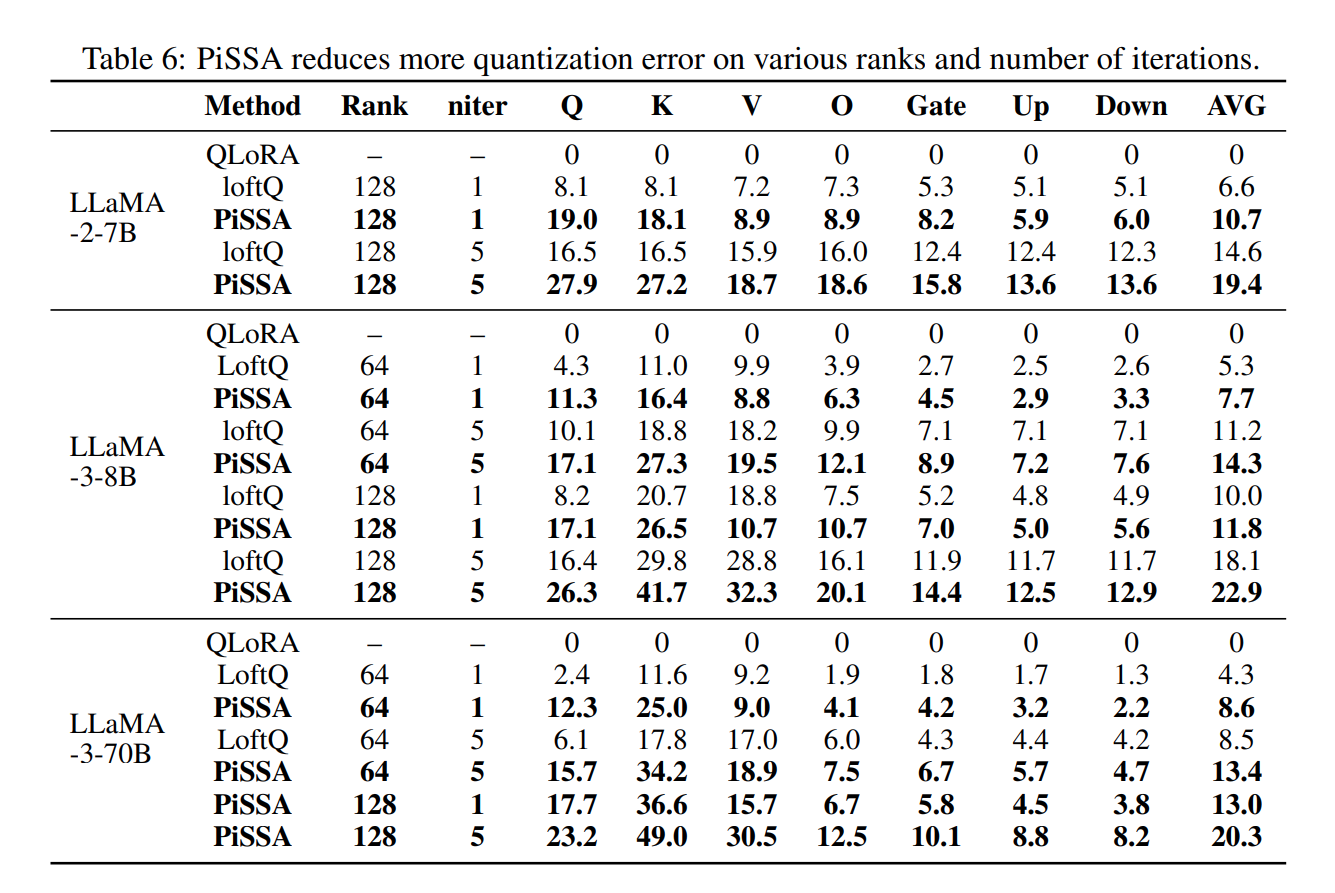 Table 6: PiSSA reduces more quantization error on various ranks and number of iterations.
Method Rank niter Q K V O Gate Up Down AVG
LLaMA
-2-7B
QLoRA – – 0 0 0 0 0 0 0 0
loftQ 128 1 8.1 8.1 7.2 7.3 5.3 5.1 5.1 6.6
PiSSA 128 1 19.0 18.1 8.9 8.9 8.2 5.9 6.0 10.7
loftQ 128 5 16.5 16.5 15.9 16.0 12.4 12.4 12.3 14.6
PiSSA 128 5 27.9 27.2 18.7 18.6 15.8 13.6 13.6 19.4
LLaMA
-3-8B
QLoRA – – 0 0 0 0 0 0 0 0
LoftQ 64 1 4.3 11.0 9.9 3.9 2.7 2.5 2.6 5.3
PiSSA 64 1 11.3 16.4 8.8 6.3 4.5 2.9 3.3 7.7
loftQ 64 5 10.1 18.8 18.2 9.9 7.1 7.1 7.1 11.2
PiSSA 64 5 17.1 27.3 19.5 12.1 8.9 7.2 7.6 14.3
loftQ 128 1 8.2 20.7 18.8 7.5 5.2 4.8 4.9 10.0
PiSSA 128 1 17.1 26.5 10.7 10.7 7.0 5.0 5.6 11.8
loftQ 128 5 16.4 29.8 28.8 16.1 11.9 11.7 11.7 18.1
PiSSA 128 5 26.3 41.7 32.3 20.1 14.4 12.5 12.9 22.9
LLaMA
-3-70B
QLoRA – – 0 0 0 0 0 0 0 0
LoftQ 64 1 2.4 11.6 9.2 1.9 1.8 1.7 1.3 4.3
PiSSA 64 1 12.3 25.0 9.0 4.1 4.2 3.2 2.2 8.6
LoftQ 64 5 6.1 17.8 17.0 6.0 4.3 4.4 4.2 8.5
PiSSA 64 5 15.7 34.2 18.9 7.5 6.7 5.7 4.7 13.4
PiSSA 128 1 17.7 36.6 15.7 6.7 5.8 4.5 3.8 13.0
PiSSA 128 5 23.2 49.0 30.5 12.5 10.1 8.8 8.2 20.3